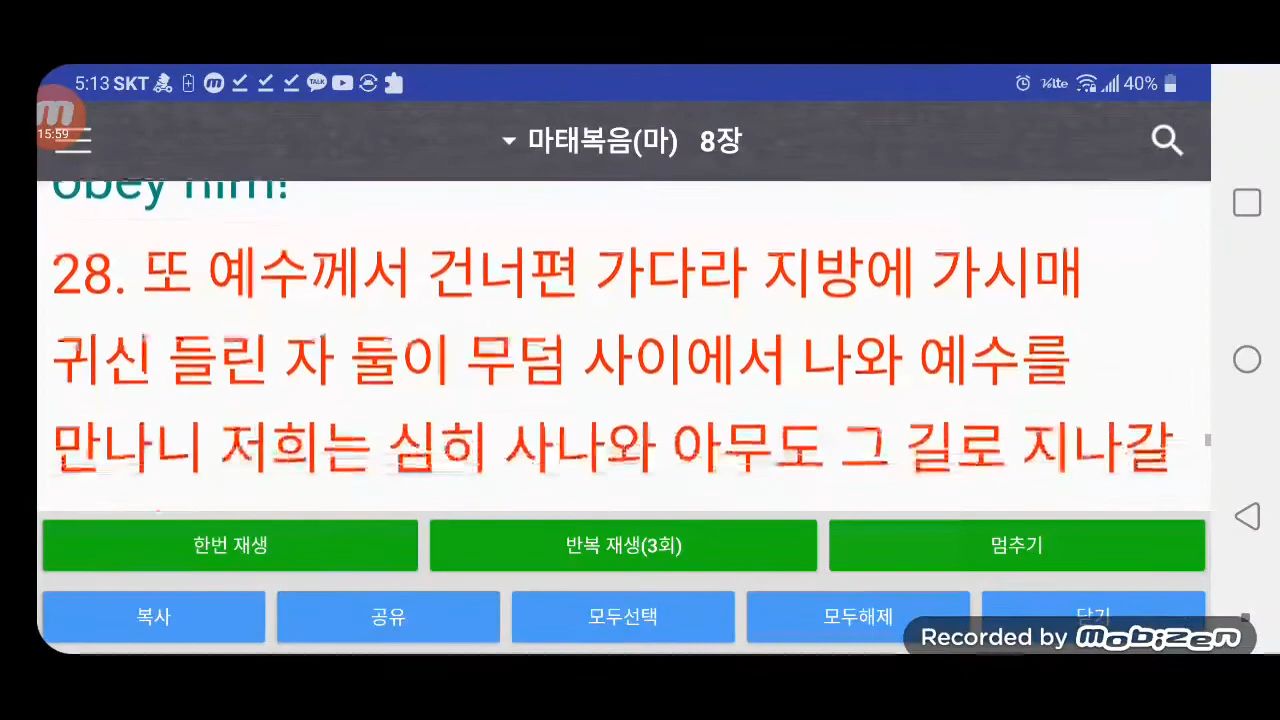 5:13 SKT TALK Volte 40%
m
15:59
마태복음(마) 8장
obey him!
28. 또 예수께서 건너편 가다라 지방에 가시매
귀신 들린 자 둘이 무덤 사이에서 나와 예수를
만나니 저희는 심히 사나와 아무도 그 길로 지나갈
한번 재생 반복 재생(3회) 멈추기
복사 공유 모두선택 모두해제 닫기
Recorded by mobizen